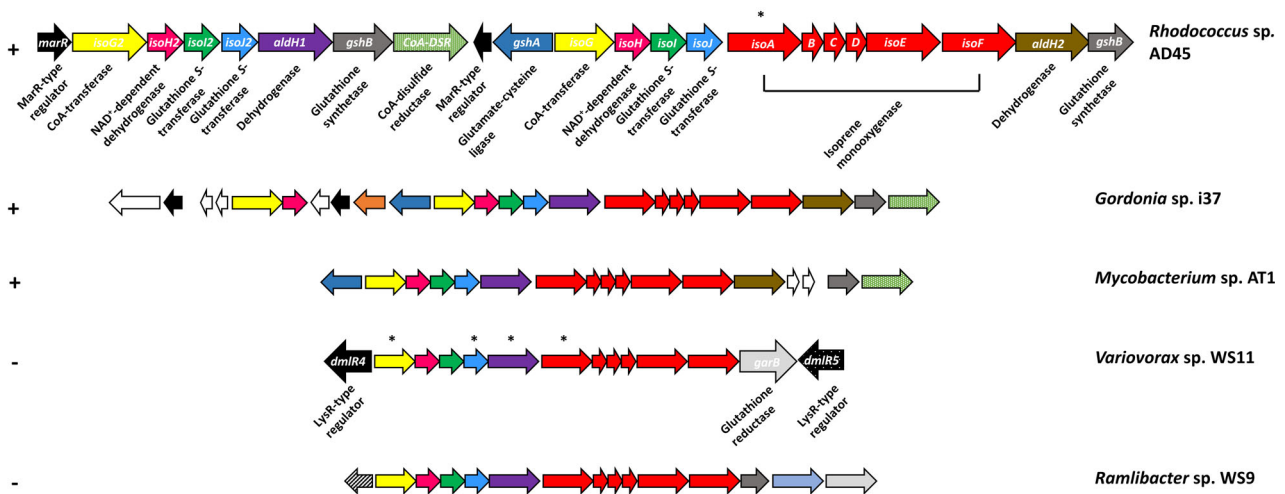 *
+ marR isoG2 isoH2 isoI2 isoJ2 aldH1 gshB CoA-DSR gshA isoG isoH isoI isoJ isoA B C D isoE isoF aldH2 gshB
Rhodococcus sp.
AD45
MarR-type
regulator
CoA-transferase
NAD⁺-dependent
dehydrogenase
Glutathione S-
transferase
Glutathione S-
transferase
Dehydrogenase
Glutathione
synthetase
CoA-disulfide
reductase
MarR-type
regulator
Glutamate-cysteine
ligase
CoA-transferase
NAD⁺-dependent
dehydrogenase
Glutathione S-
transferase
Glutathione S-
transferase
Isoprene
monooxygenase
Dehydrogenase
Glutathione
synthetase
+ Gordonia sp. i37
+ Mycobacterium sp. AT1
* * * *
- dmlR4 garB dmlR5 Variovorax sp. WS11
LysR-type
regulator
Glutathione
reductase
LysR-type
regulator
- Ramlibacter sp. WS9